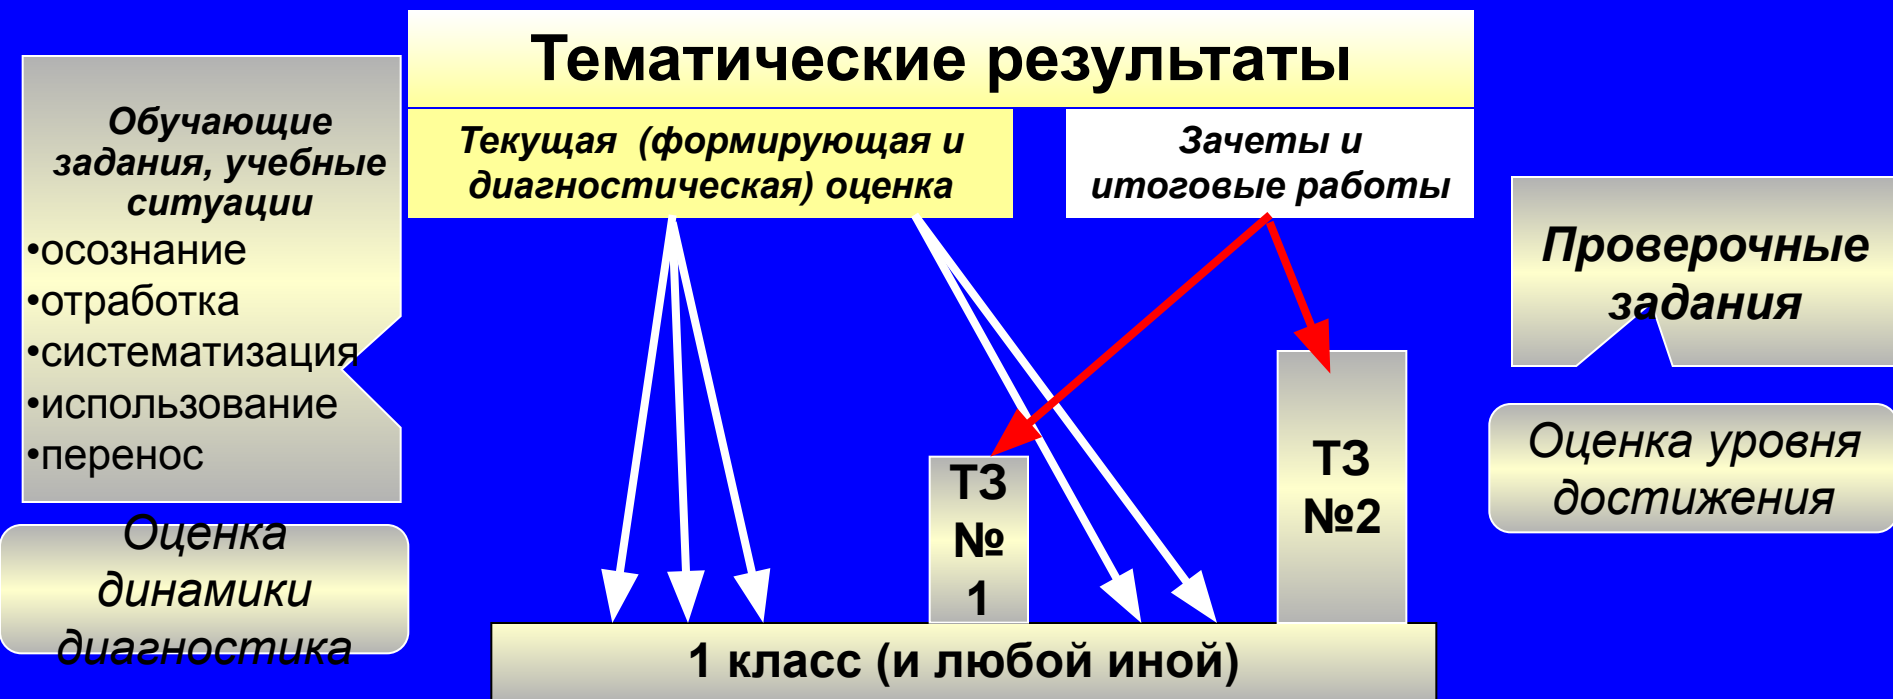 Тематические результаты
Обучающие
задания, учебные
ситуации
•осознание
•отработка
•систематизация
•использование
•перенос
Оценка
динамики
диагностика
Текущая (формирующая и
диагностическая) оценка
Зачеты и
итоговые работы
ТЗ
№
1
ТЗ
№2
1 класс (и любой иной)
Проверочные
задания
Оценка уровня
достижения